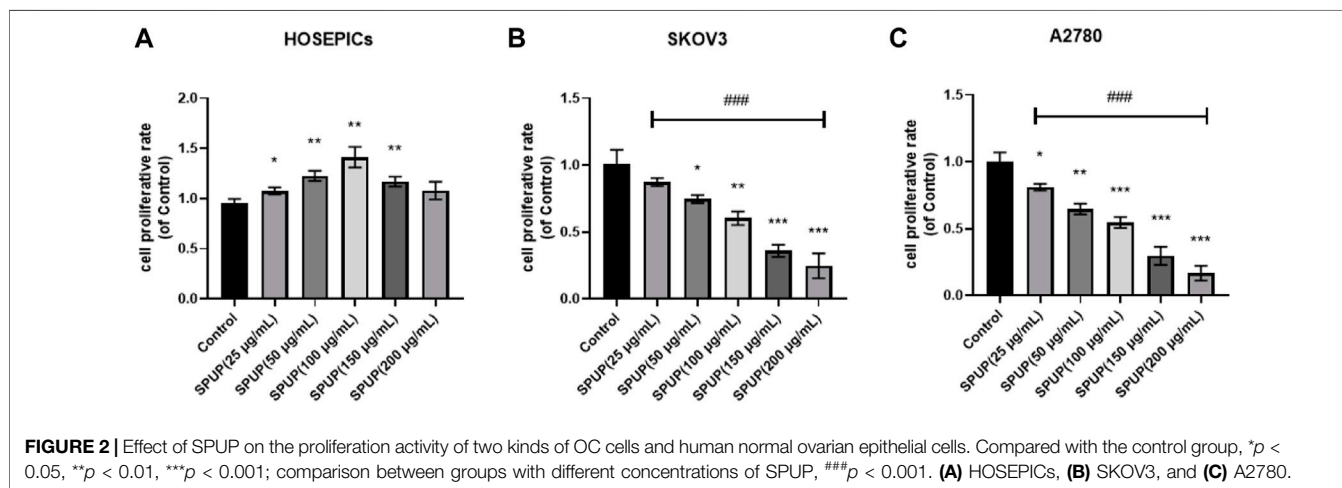 A
HOSEPICs
cell proliferative rate
(of Control)
2.0
1.5
1.0
0.5
0.0
*
**
**
**
Control
SPUP(25 µg/mL)
SPUP(50 µg/mL)
SPUP(100 µg/mL)
SPUP(150 µg/mL)
SPUP(200 µg/mL)
B
SKOV3
cell proliferative rate
(of Control)
1.5
1.0
0.5
0.0
###
*
**
***
***
Control
SPUP(25 µg/mL)
SPUP(50 µg/mL)
SPUP(100 µg/mL)
SPUP(150 µg/mL)
SPUP(200 µg/mL)
C
A2780
cell proliferative rate
(of Control)
1.5
1.0
0.5
0.0
###
*
**
***
***
***
Control
SPUP(25 µg/mL)
SPUP(50 µg/mL)
SPUP(100 µg/mL)
SPUP(150 µg/mL)
SPUP(200 µg/mL)
FIGURE 2 | Effect of SPUP on the proliferation activity of two kinds of OC cells and human normal ovarian epithelial cells. Compared with the control group, *p <
0.05, **p < 0.01, ***p < 0.001; comparison between groups with different concentrations of SPUP, ###p < 0.001. (A) HOSEPICs, (B) SKOV3, and (C) A2780.